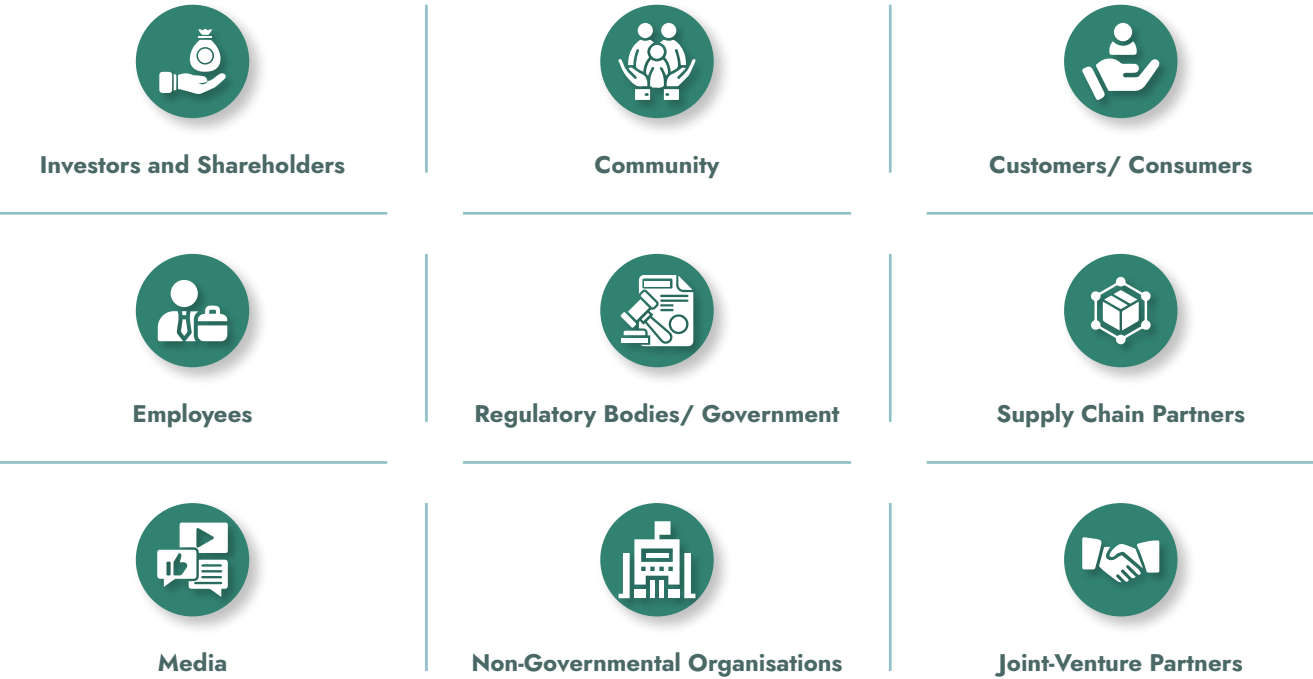 Investors and Shareholders
Community
Customers/ Consumers
Employees
Regulatory Bodies/ Government
Supply Chain Partners
Media
Non-Governmental Organisations
Joint-Venture Partners